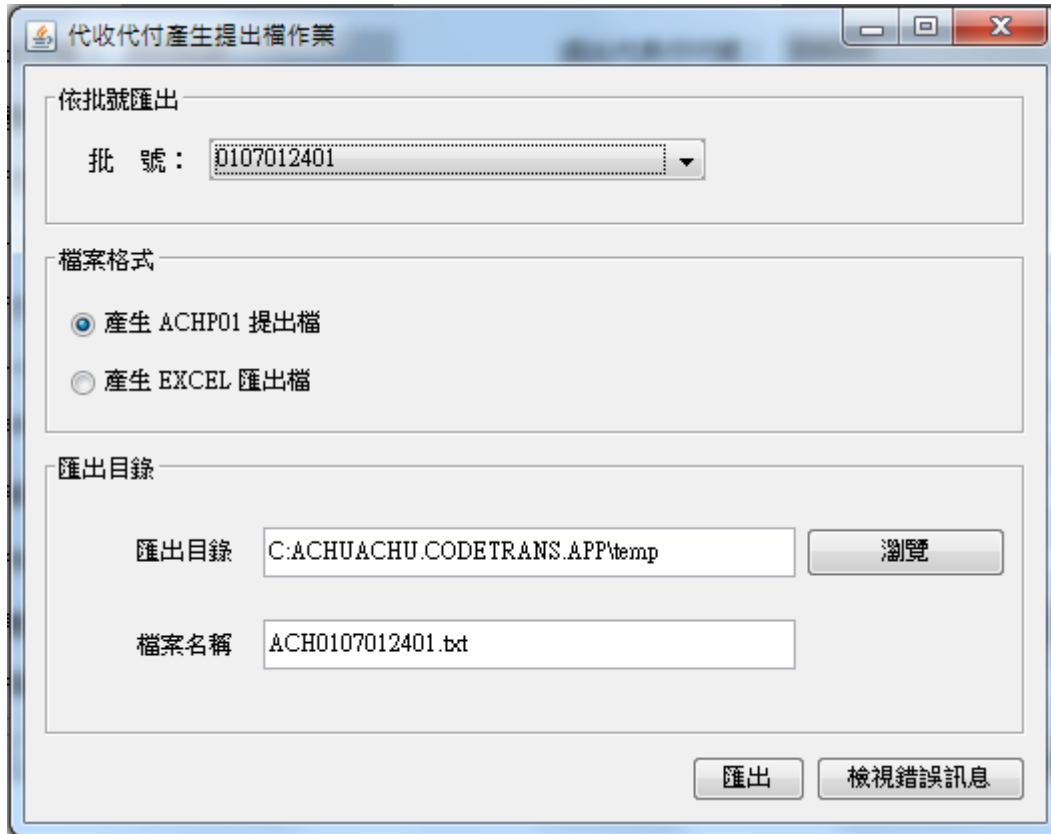 代收代付產生提出檔作業
依批號匯出
批 號：
0107012401
檔案格式
產生 ACHP01 提出檔
產生 EXCEL 匯出檔
匯出目錄
匯出目錄 C:ACHUACHU.CODETRANS.APP\temp 瀏覽
檔案名稱 ACH0107012401.txt
匯出 檢視錯誤訊息